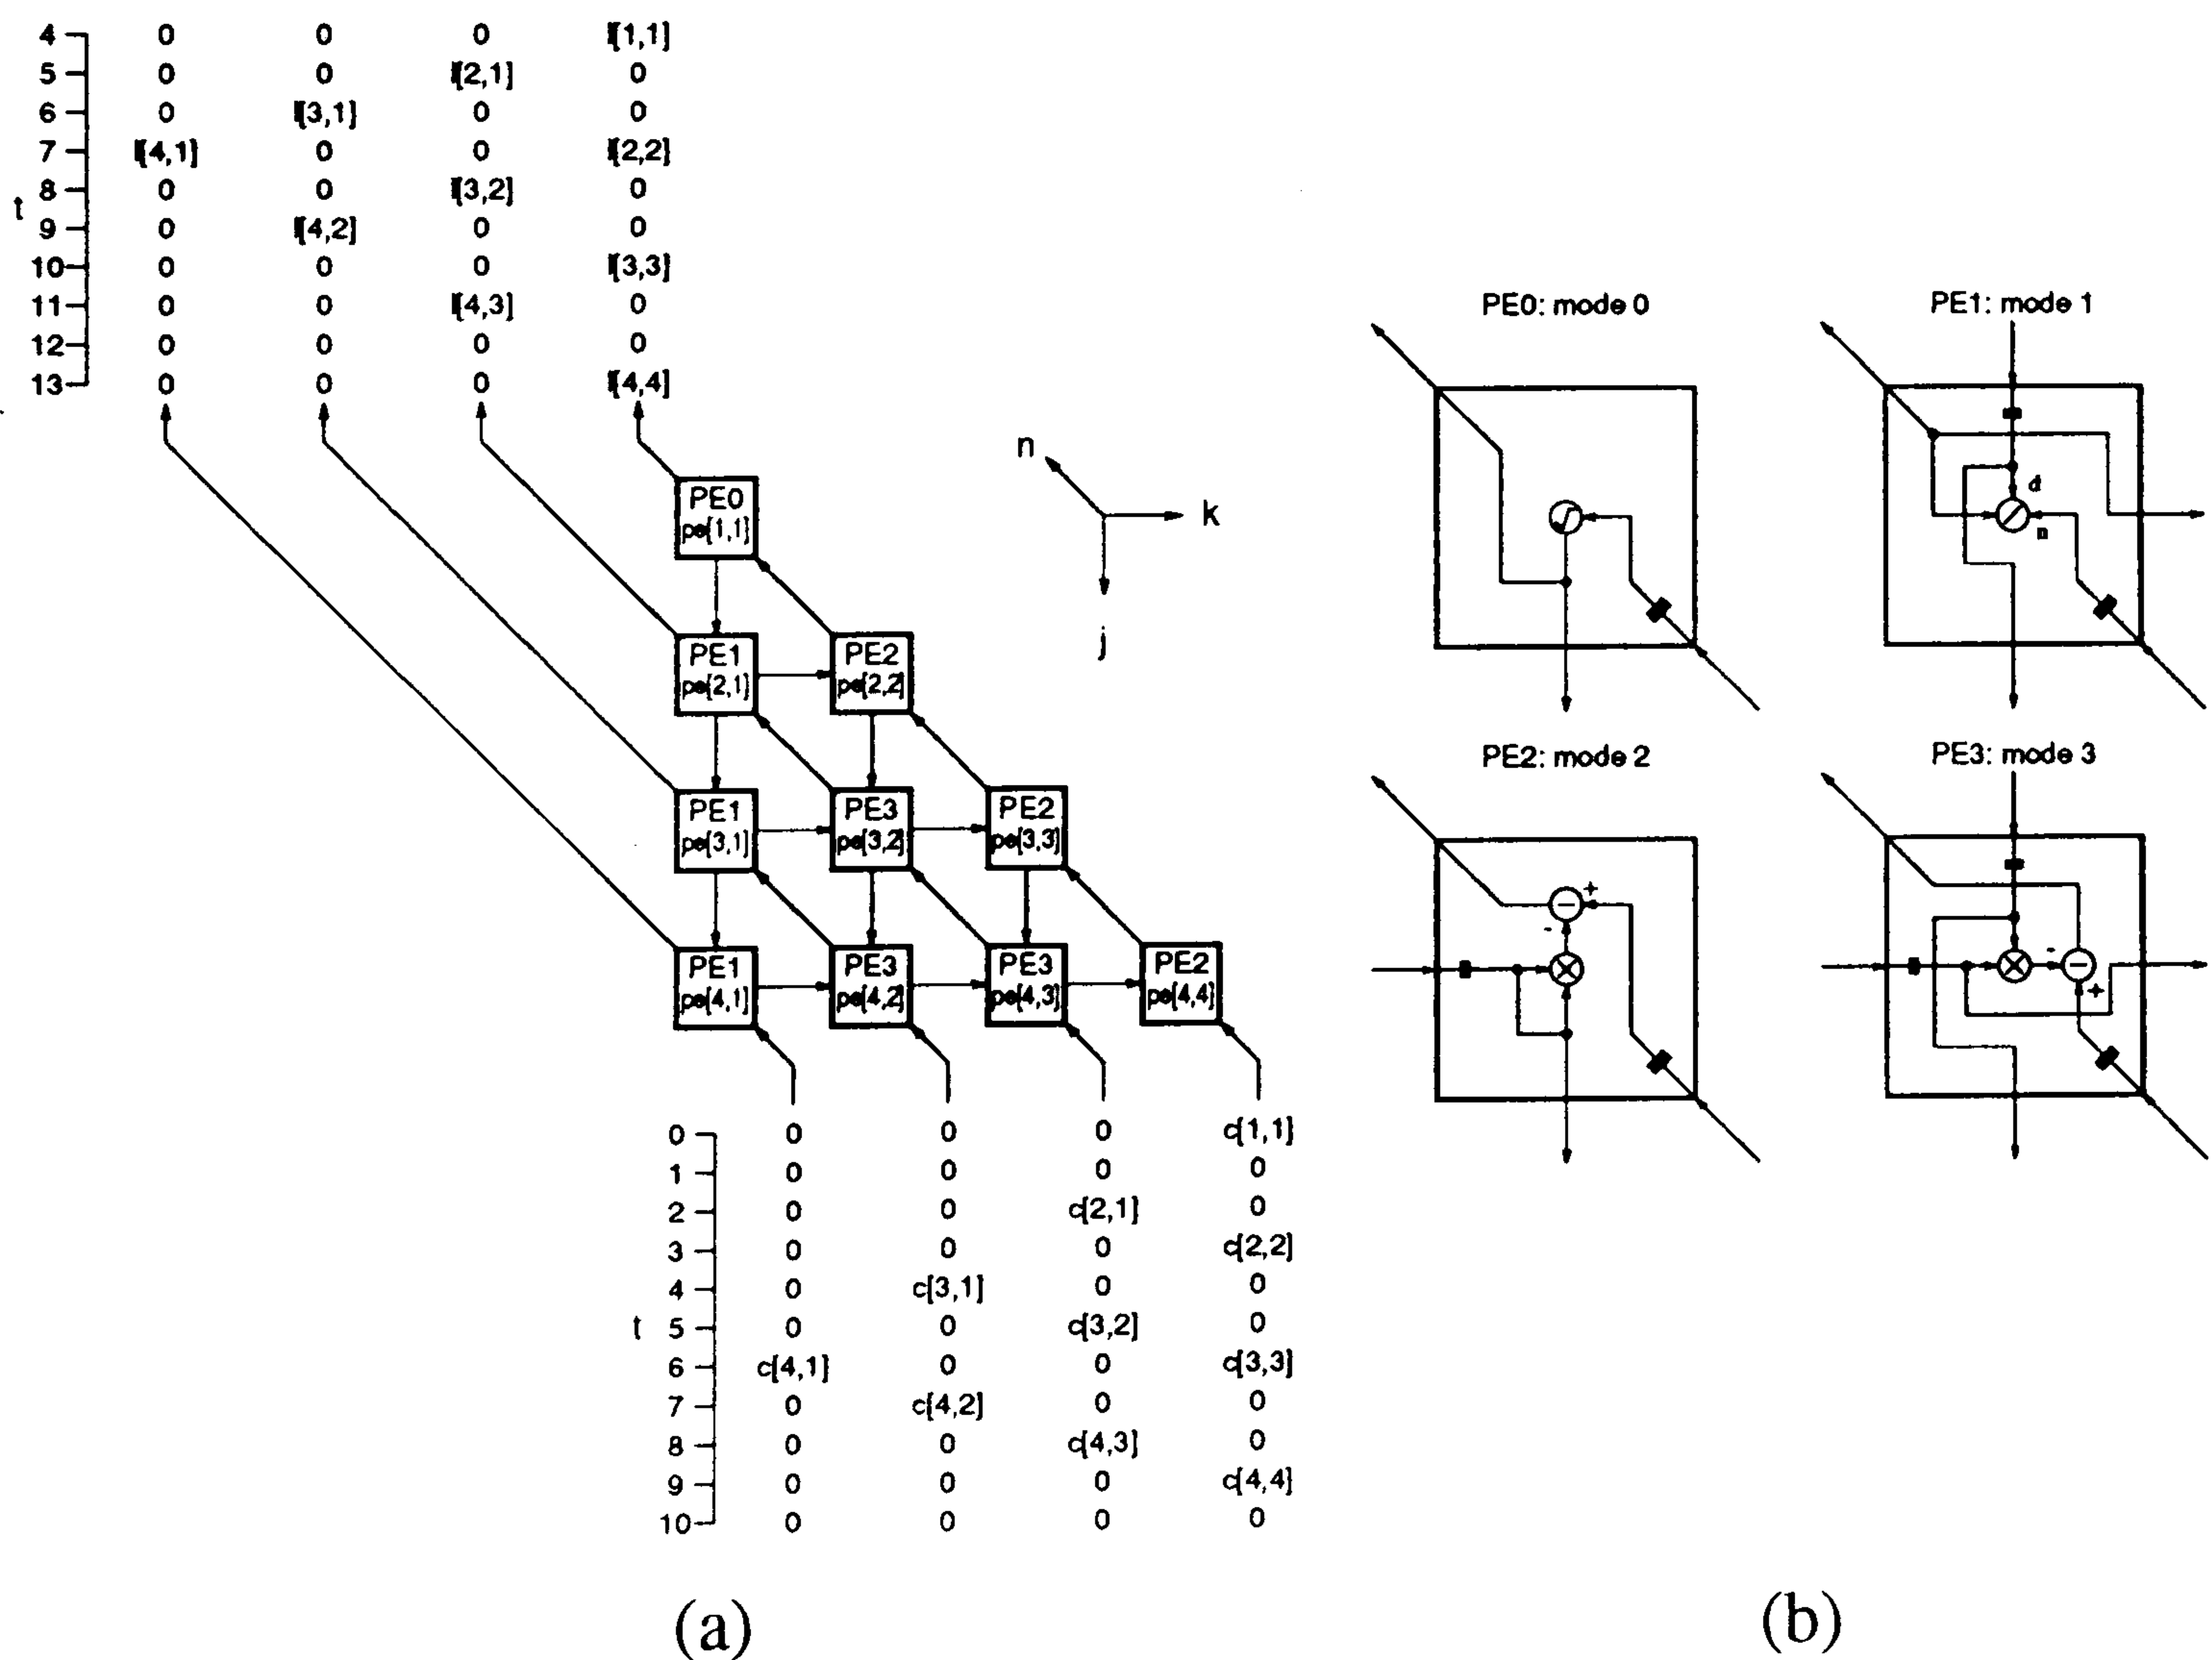 4 0 0 0 l[1,1]
5 0 0 l[2,1] 0
6 0 l[3,1] 0 0
7 l[4,1] 0 0 l[2,2]
8 0 0 l[3,2] 0
t
9 0 l[4,2] 0 0
10 0 0 0 l[3,3]
11 0 0 l[4,3] 0
12 0 0 0 0
13 0 0 0 l[4,4]
n
k
j
PE0
pe[1,1]
PE1
pe[2,1]
PE2
pe[2,2]
PE1
pe[3,1]
PE3
pe[3,2]
PE2
pe[3,3]
PE1
pe[4,1]
PE3
pe[4,2]
PE3
pe[4,3]
PE2
pe[4,4]
0 0 0 0 c[1,1]
1 0 0 0 0
2 0 0 c[2,1] 0
3 0 0 0 c[2,2]
4 0 c[3,1] 0 0
t 5 0 0 c[3,2] 0
6 c[4,1] 0 0 c[3,3]
7 0 c[4,2] 0 0
8 0 0 c[4,3] 0
9 0 0 0 c[4,4]
10 0 0 0 0
(a)
PE0: mode 0
PE1: mode 1
d
n
PE2: mode 2
+
−
-
PE3: mode 3
-
−
+
(b)